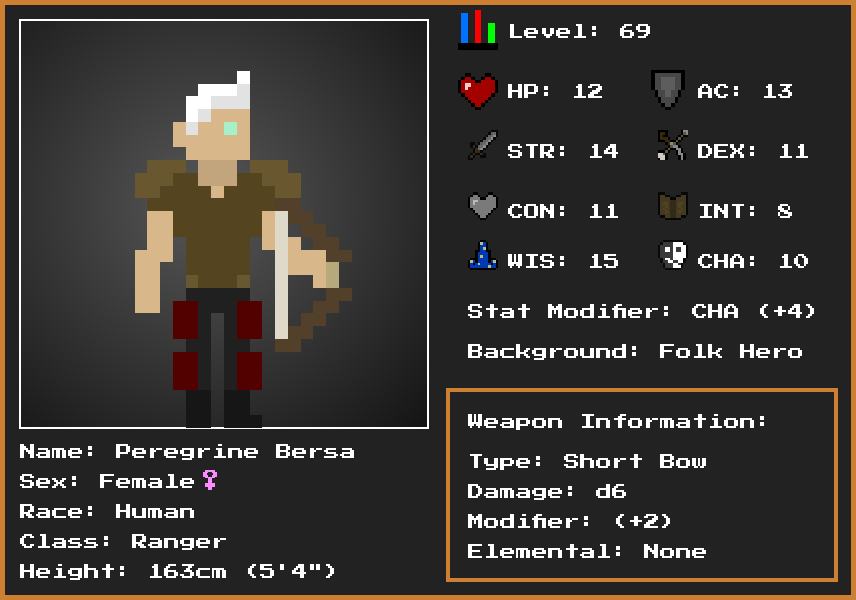 Level: 69
HP: 12
AC: 13
STR: 14
DEX: 11
CON: 11
INT: 8
WIS: 15
CHA: 10
Stat Modifier: CHA (+4)
Background: Folk Hero
Weapon Information:
Type: Short Bow
Damage: d6
Modifier: (+2)
Elemental: None
Name: Peregrine Bersa
Sex: Female♀
Race: Human
Class: Ranger
Height: 163cm (5'4")